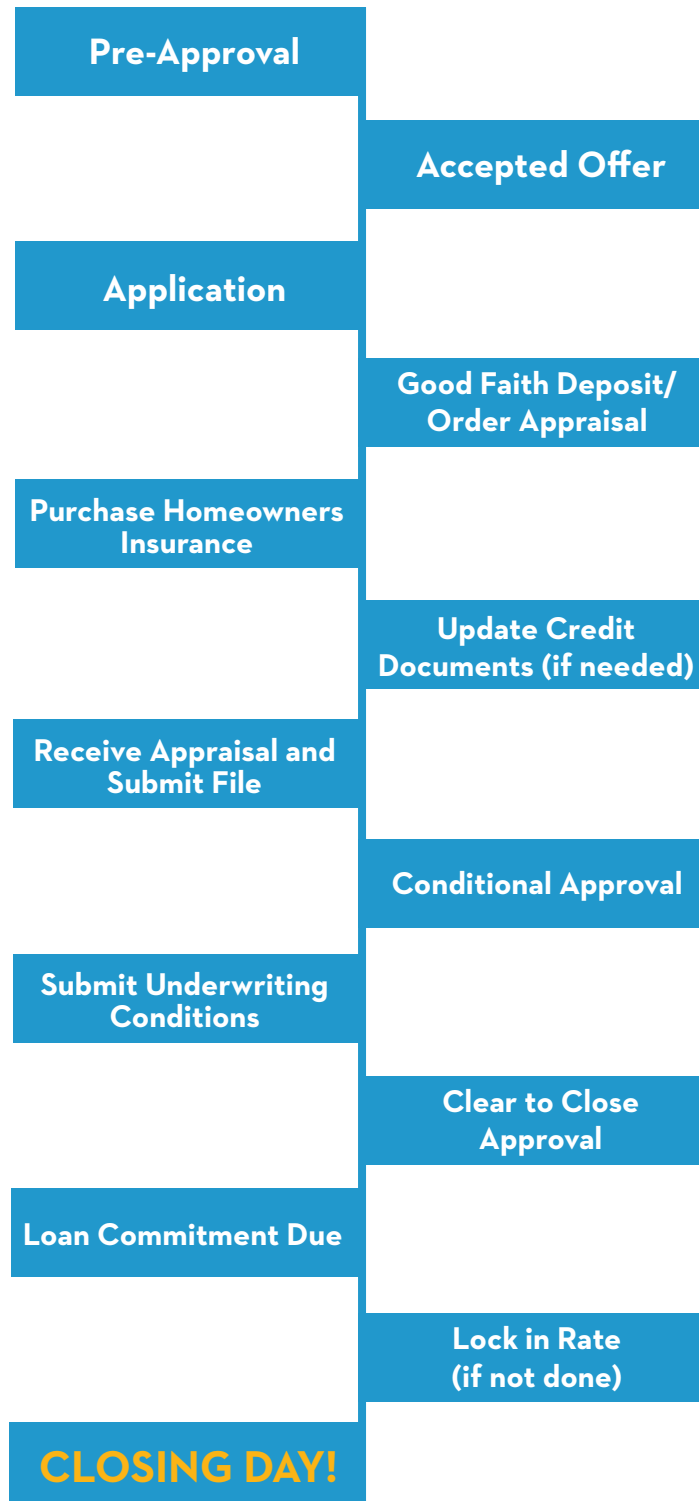 Pre-Approval
Accepted Offer
Application
Good Faith Deposit/
Order Appraisal
Purchase Homeowners
Insurance
Update Credit
Documents (if needed)
Receive Appraisal and
Submit File
Conditional Approval
Submit Underwriting
Conditions
Clear to Close
Approval
Loan Commitment Due
Lock in Rate
(if not done)
CLOSING DAY!